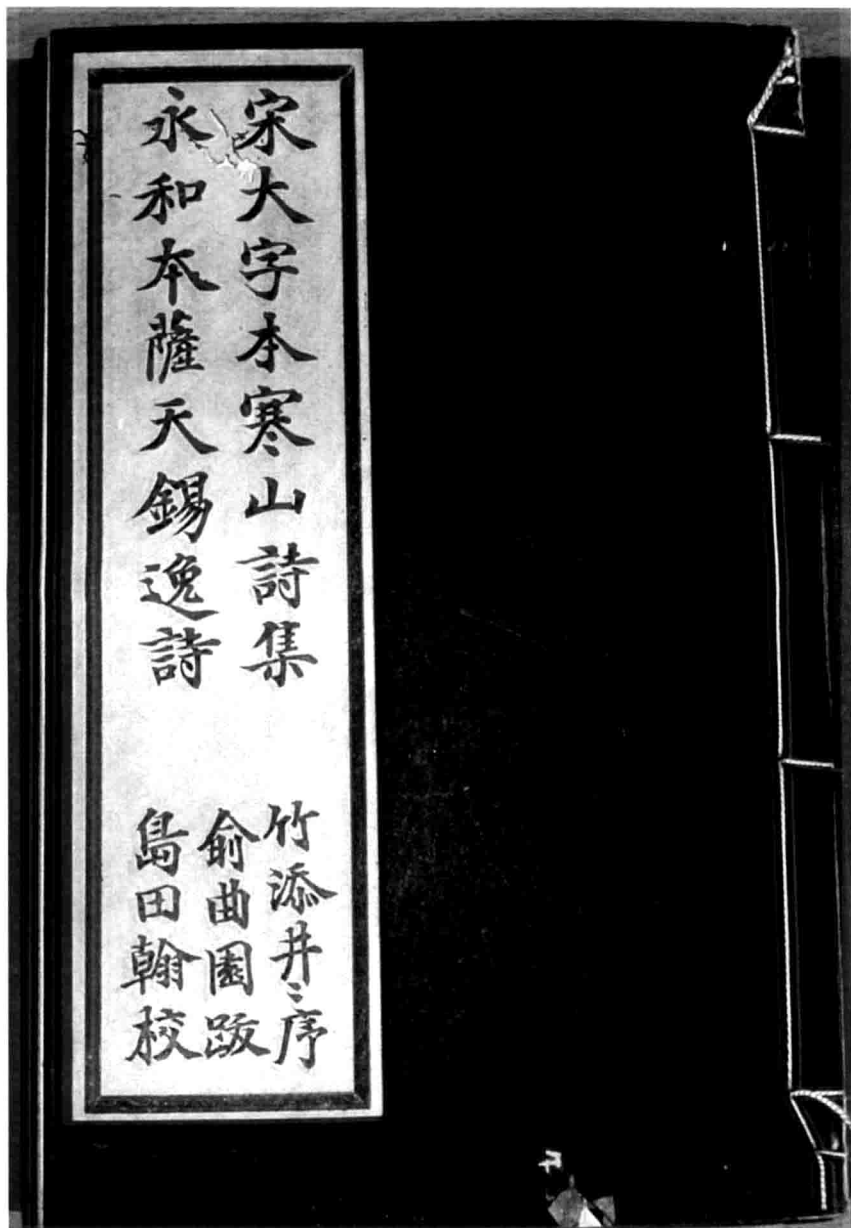 宋大字本寒山詩集
永和本薩天錫逸詩
竹添井〻序
俞曲園跋
島田翰校